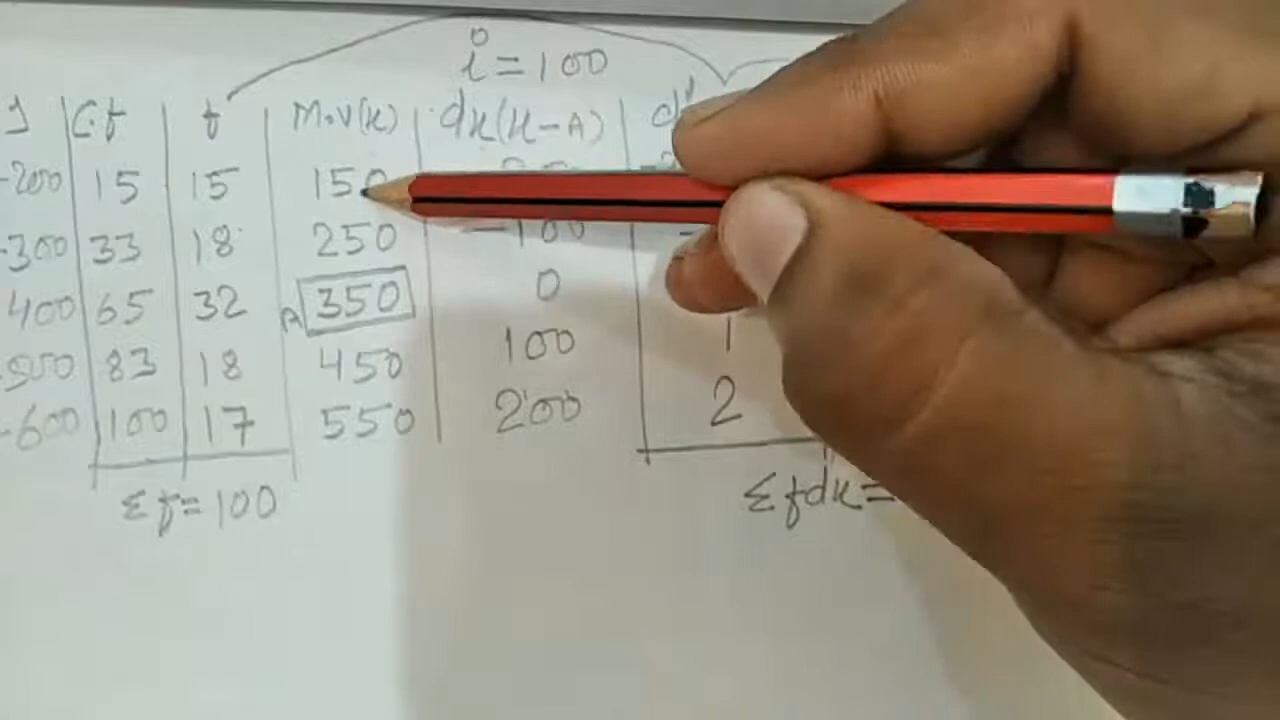 i = 100
C.f f M.V(x) dx(x-A) d'
-200 15 15 150
-300 33 18 250 -100
400 65 32 A 350 0
-500 83 18 450 100 1
-600 100 17 550 200 2
Σf = 100 Σfdx =